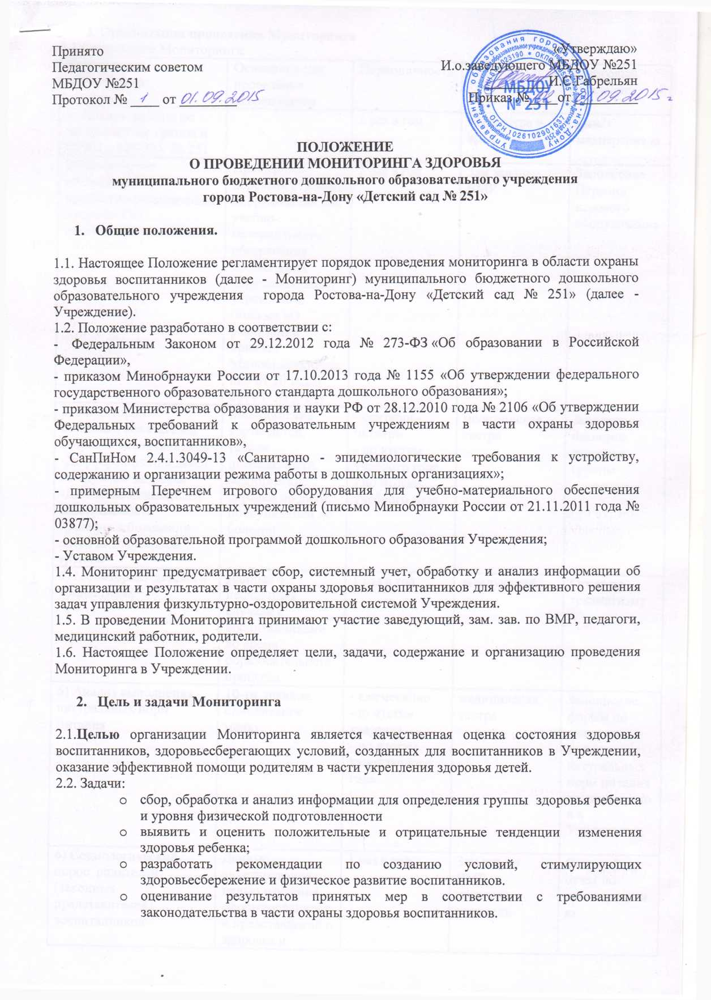 Принято
Педагогическим советом
МБДОУ №251
Протокол № 1 от 01.09.2015
«Утверждаю»
И.о.заведующего МБДОУ №251
И.С.Габрельян
Приказ № от 01.09.2015 г
МБДОУ
№ 251
ОГРН 1026102901637
ПОЛОЖЕНИЕ
О ПРОВЕДЕНИИ МОНИТОРИНГА ЗДОРОВЬЯ
муниципального бюджетного дошкольного образовательного учреждения
города Ростова-на-Дону «Детский сад № 251»
1. Общие положения.
1.1. Настоящее Положение регламентирует порядок проведения мониторинга в области охраны
здоровья воспитанников (далее - Мониторинг) муниципального бюджетного дошкольного
образовательного учреждения города Ростова-на-Дону «Детский сад № 251» (далее -
Учреждение).
1.2. Положение разработано в соответствии с:
- Федеральным Законом от 29.12.2012 года № 273-ФЗ «Об образовании в Российской
Федерации»,
- приказом Минобрнауки России от 17.10.2013 года № 1155 «Об утверждении федерального
государственного образовательного стандарта дошкольного образования»;
- приказом Министерства образования и науки РФ от 28.12.2010 года № 2106 «Об утверждении
Федеральных требований к образовательным учреждениям в части охраны здоровья
обучающихся, воспитанников»,
- СанПиНом 2.4.1.3049-13 «Санитарно - эпидемиологические требования к устройству,
содержанию и организации режима работы в дошкольных организациях»;
- примерным Перечнем игрового оборудования для учебно-материального обеспечения
дошкольных образовательных учреждений (письмо Минобрнауки России от 21.11.2011 года №
03877);
- основной образовательной программой дошкольного образования Учреждения;
- Уставом Учреждения.
1.4. Мониторинг предусматривает сбор, системный учет, обработку и анализ информации об
организации и результатах в части охраны здоровья воспитанников для эффективного решения
задач управления физкультурно-оздоровительной системой Учреждения.
1.5. В проведении Мониторинга принимают участие заведующий, зам. зав. по ВМР, педагоги,
медицинский работник, родители.
1.6. Настоящее Положение определяет цели, задачи, содержание и организацию проведения
Мониторинга в Учреждении.
2. Цель и задачи Мониторинга
2.1.Целью организации Мониторинга является качественная оценка состояния здоровья
воспитанников, здоровьесберегающих условий, созданных для воспитанников в Учреждении,
оказание эффективной помощи родителям в части укрепления здоровья детей.
2.2. Задачи:
o сбор, обработка и анализ информации для определения группы здоровья ребенка
и уровня физической подготовленности
o выявить и оценить положительные и отрицательные тенденции изменения
здоровья ребенка;
o разработать рекомендации по созданию условий, стимулирующих
здоровьесбережение и физическое развитие воспитанников.
o оценивание результатов принятых мер в соответствии с требованиями
законодательства в части охраны здоровья воспитанников.